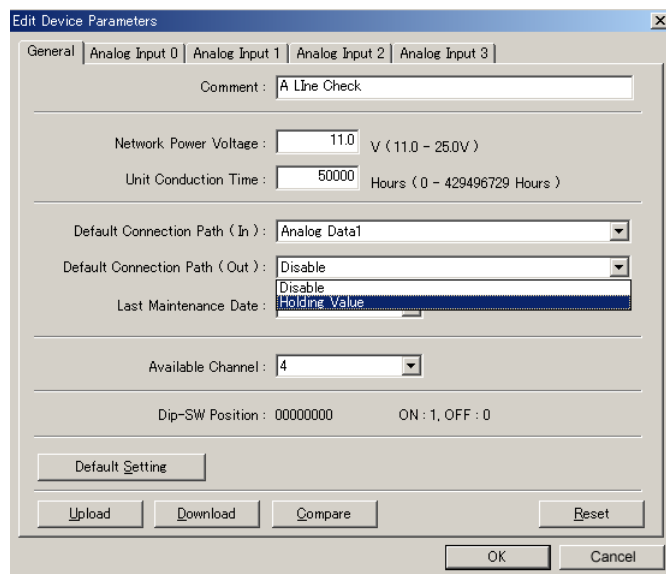 Edit Device Parameters
General Analog Input 0 Analog Input 1 Analog Input 2 Analog Input 3
Comment : A LIne Check
Network Power Voltage : 11.0 V ( 11.0 - 25.0V )
Unit Conduction Time : 50000 Hours ( 0 - 429496729 Hours )
Default Connection Path ( In ) : Analog Data1
Default Connection Path ( Out ) : Disable
Disable
Last Maintenance Date : Holding Value
Available Channel : 4
Dip-SW Position : 00000000 ON : 1, OFF : 0
Default Setting
Upload Download Compare Reset
OK Cancel